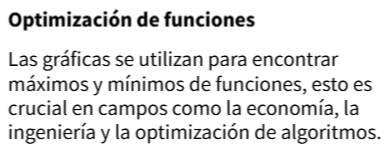 Optimización de funciones
Las gráficas se utilizan para encontrar
máximos y mínimos de funciones, esto es
crucial en campos como la economía, la
ingeniería y la optimización de algoritmos.